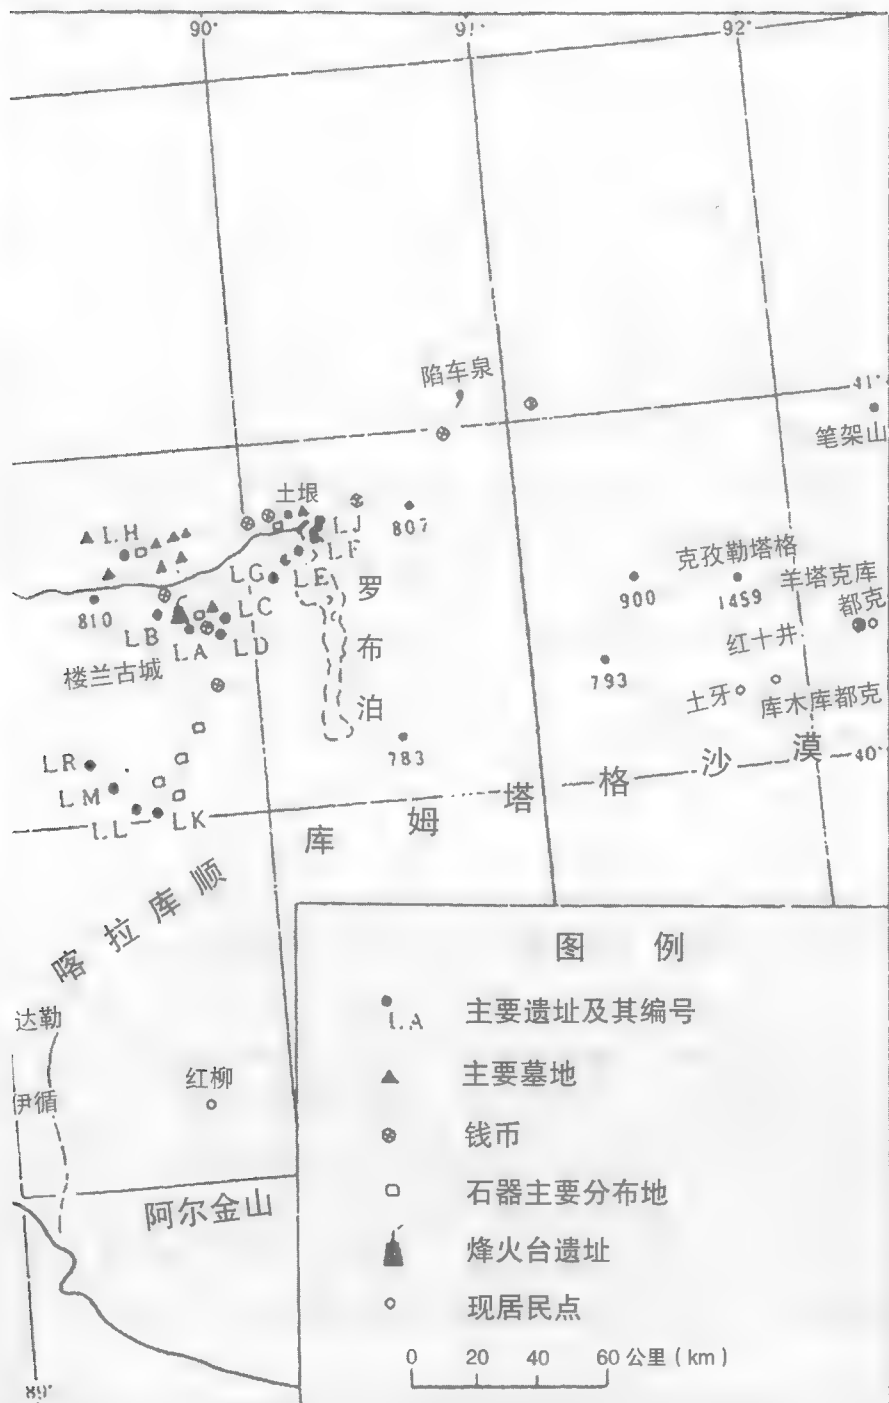 90°
91°
92°
陷车泉
41°
笔架山
土垠
LH
LJ
807
LF
克孜勒塔格
LG
LE
罗布泊
900
1459
羊塔克库
都克
810
LC
LB
LA
LD
红十井
楼兰古城
793
土牙
库木库都克
783
LR
LM
LL
LK
40°
库姆塔格沙漠
喀拉库顺
达勒
伊循
红柳
阿尔金山
89°
图 例
LA 主要遗址及其编号
主要墓地
钱币
石器主要分布地
烽火台遗址
现居民点
0 20 40 60 公里 ( km )